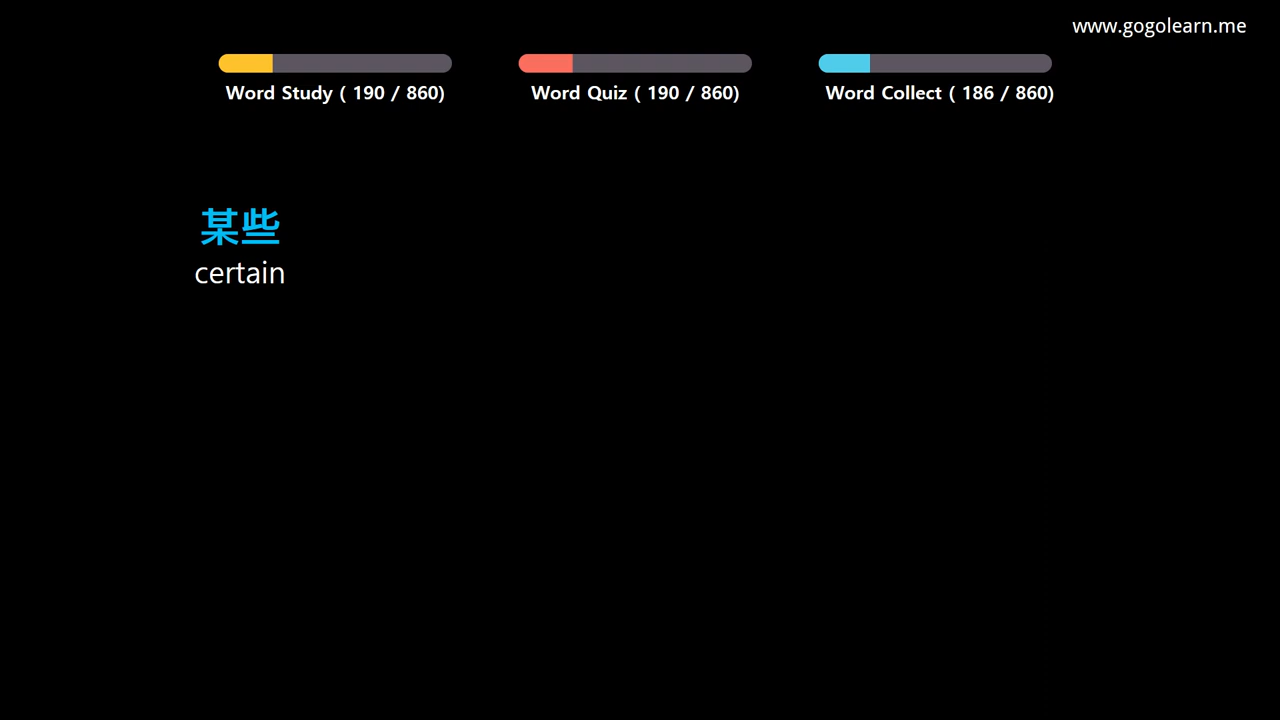 www.gogolearn.me
Word Study ( 190 / 860)
Word Quiz ( 190 / 860)
Word Collect ( 186 / 860)
某些
certain